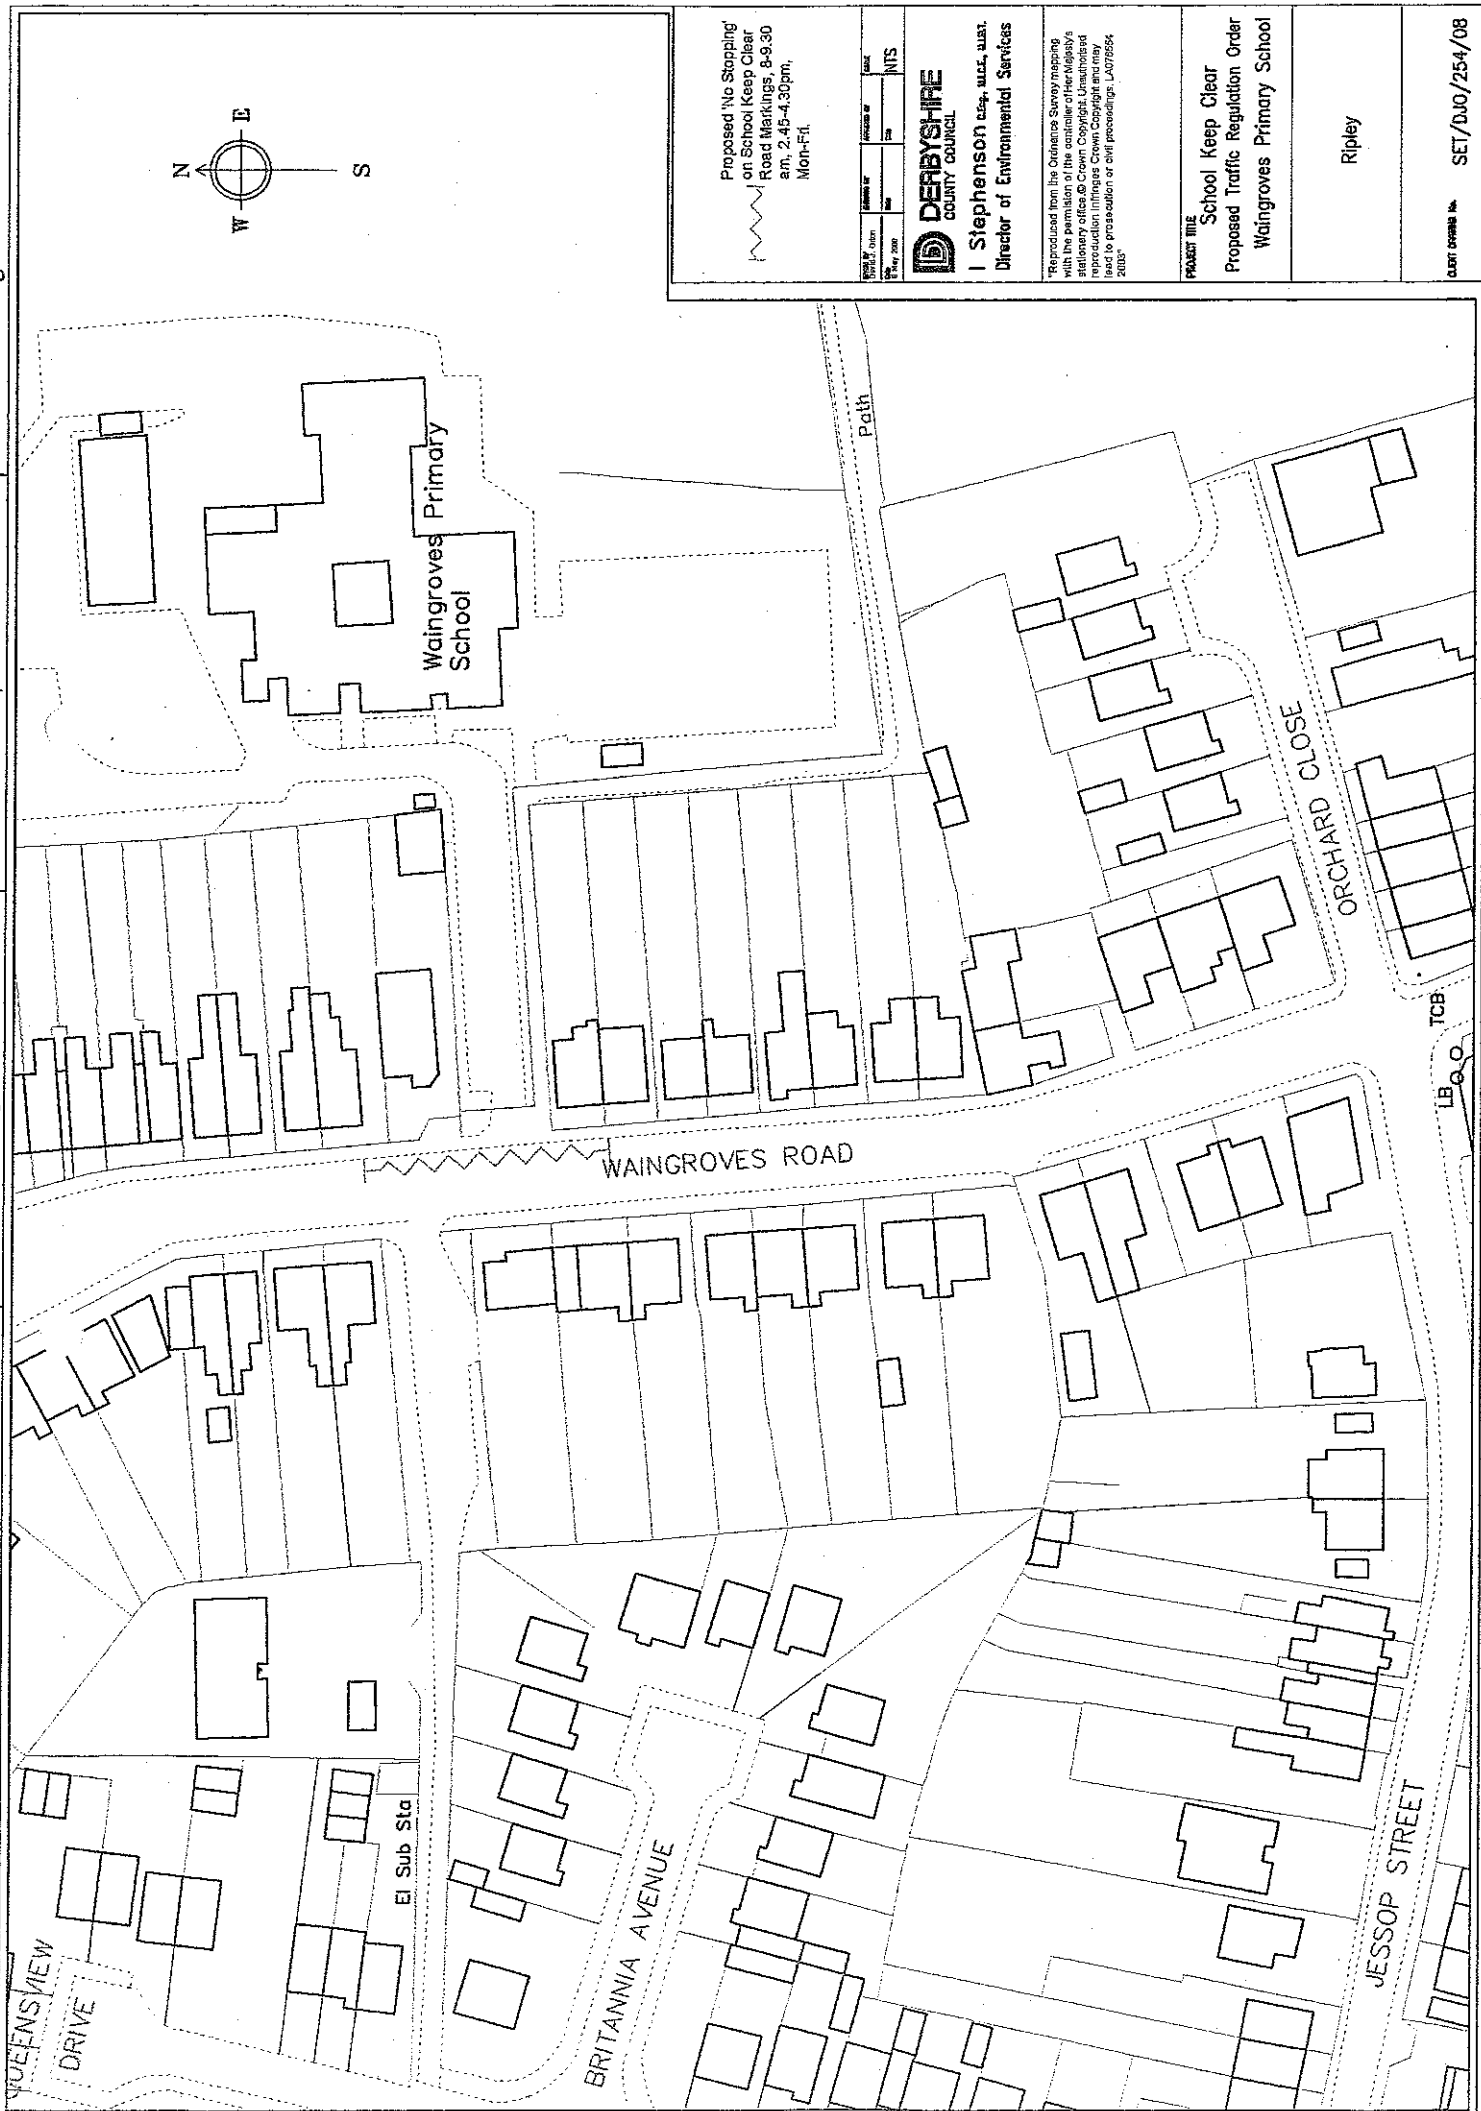 N
W E
S
Proposed 'No Stopping'
on School Keep Clear
Road Markings, 8-9.30
am, 2.45-4.30pm,
Mon-Fri.
NTS
DERBYSHIRE
COUNTY COUNCIL
I Stephenson
Director of Environmental Services
"Reproduced from the Ordnance Survey mapping
with the permission of the controller of Her Majesty's
stationery office.© Crown Copyright. Unauthorised
reproduction infringes Crown Copyright and may
lead to prosecution or civil proceedings.
2003"
PROJECT TITLE
School Keep Clear
Proposed Traffic Regulation Order
Waingroves Primary School
Ripley
CLIENT DRAWING No. SET/DJO/254/08
Waingroves Primary
School
Path
WAINGROVES ROAD
ORCHARD CLOSE
TCB
LB
QUEENSVIEW
DRIVE
El Sub Sta
BRITANNIA AVENUE
JESSOP STREET